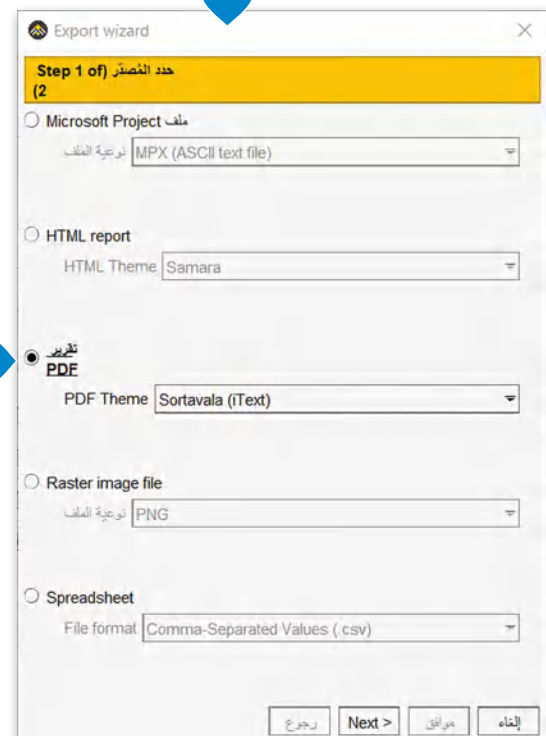 Export wizard
حدد المُصدّر (Step 1 of
(2
ملف Microsoft Project
نوعية الملف MPX (ASCII text file)
HTML report
HTML Theme Samara
تقرير
PDF
PDF Theme Sortavala (iText)
Raster image file
نوعية الملف PNG
Spreadsheet
File format Comma-Separated Values (.csv)
رجوع Next > موافق إلغاء